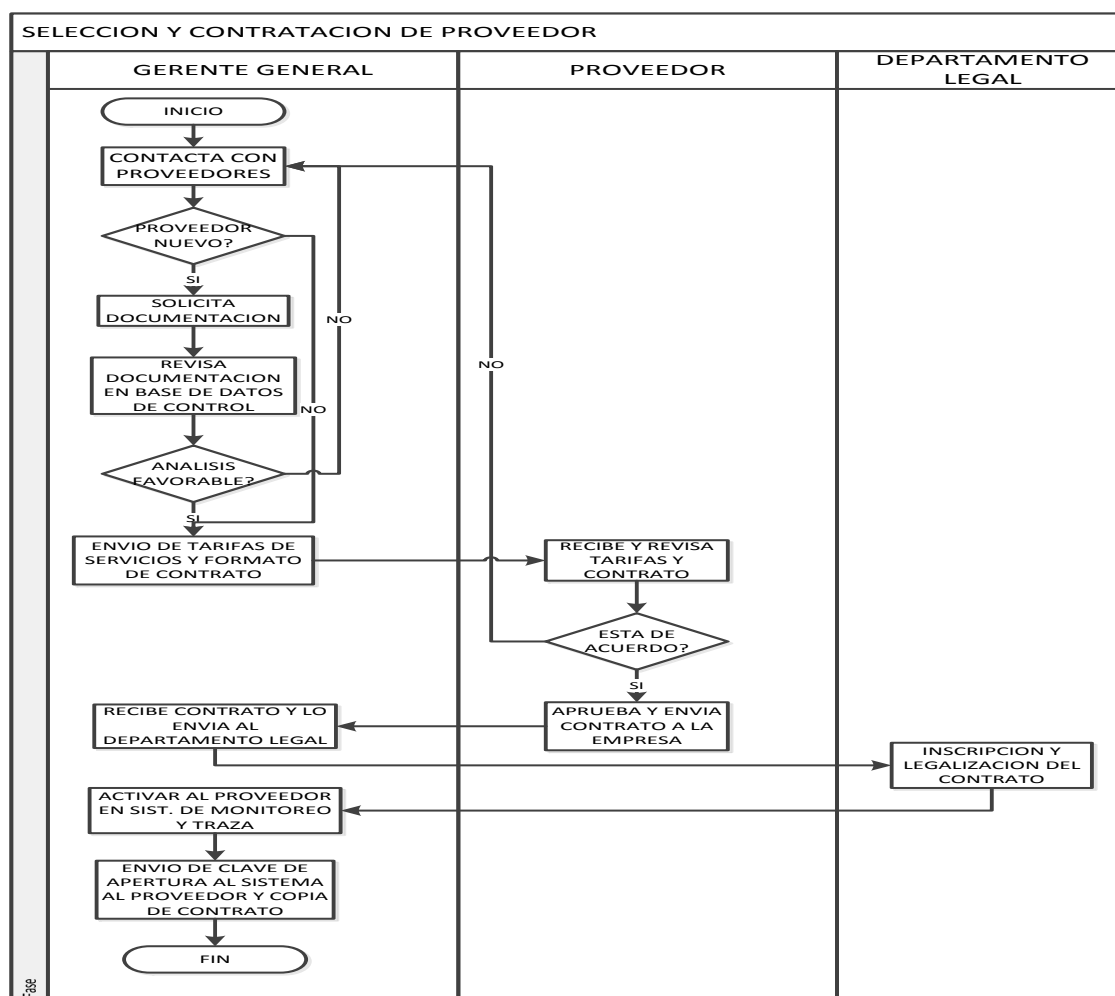 SELECCION Y CONTRATACION DE PROVEEDOR
GERENTE GENERAL
PROVEEDOR
DEPARTAMENTO
LEGAL
INICIO
CONTACTA CON
PROVEEDORES
PROVEEDOR
NUEVO?
SI
SOLICITA
DOCUMENTACION
NO
REVISA
DOCUMENTACION
EN BASE DE DATOS
DE CONTROL
NO
NO
ANALISIS
FAVORABLE?
SI
ENVIO DE TARIFAS DE
SERVICIOS Y FORMATO
DE CONTRATO
RECIBE Y REVISA
TARIFAS Y
CONTRATO
ESTA DE
ACUERDO?
SI
APRUEBA Y ENVIA
CONTRATO A LA
EMPRESA
RECIBE CONTRATO Y LO
ENVIA AL
DEPARTAMENTO LEGAL
INSCRIPCION Y
LEGALIZACION DEL
CONTRATO
ACTIVAR AL PROVEEDOR
EN SIST. DE MONITOREO
Y TRAZA
ENVIO DE CLAVE DE
APERTURA AL SISTEMA
AL PROVEEDOR Y COPIA
DE CONTRATO
FIN
Fase